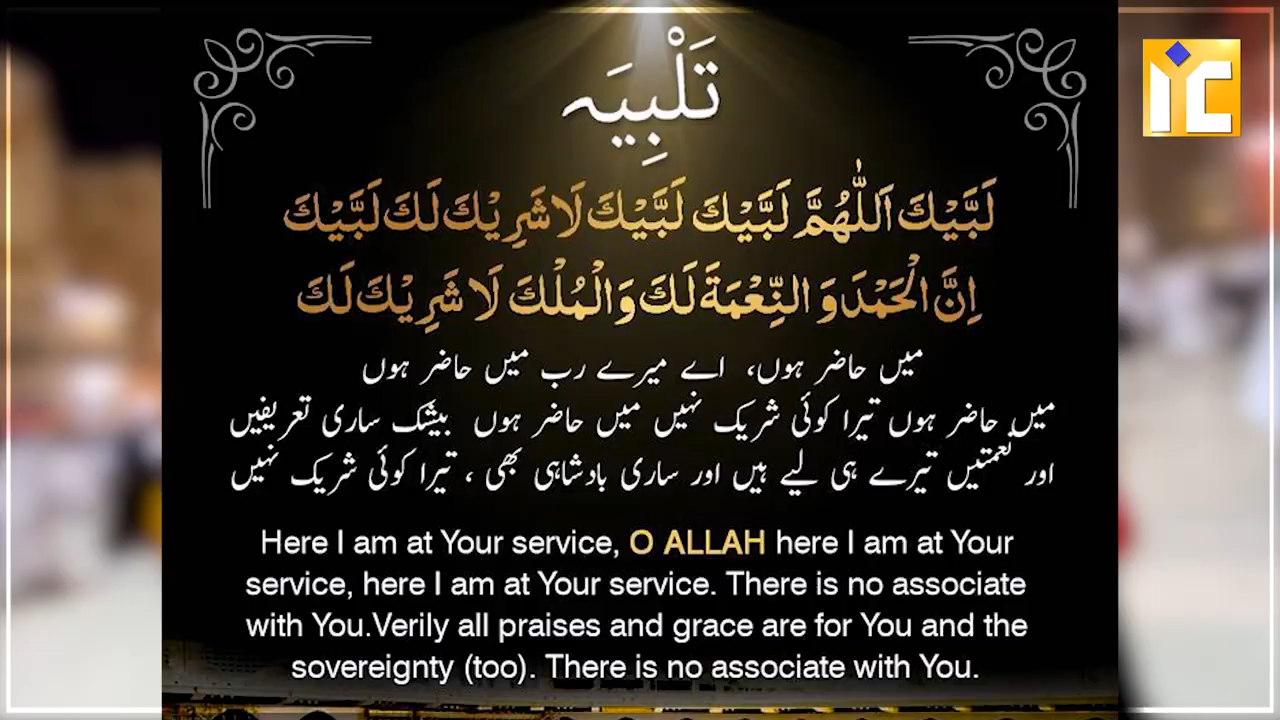 تَلْبِیَہ
لَبَّيْكَ اَللّٰهُمَّ لَبَّيْكَ لَبَّيْكَ لَا شَرِيْكَ لَكَ لَبَّيْكَ
اِنَّ الْحَمْدَ وَ النِّعْمَةَ لَكَ وَالْمُلْكَ لَا شَرِيْكَ لَكَ
میں حاضر ہوں، اے میرے رب میں حاضر ہوں
میں حاضر ہوں تیرا کوئی شریک نہیں میں حاضر ہوں بیشک ساری تعریفیں
اور نعمتیں تیرے ہی لیے ہیں اور ساری بادشاہی بھی ، تیرا کوئی شریک نہیں
Here I am at Your service, O ALLAH here I am at Your
service, here I am at Your service. There is no associate
with You.Verily all praises and grace are for You and the
sovereignty (too). There is no associate with You.
IYC